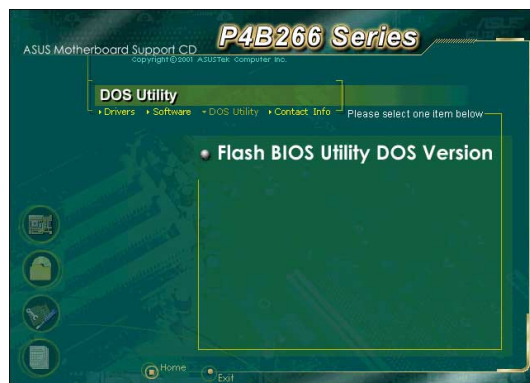 P4B266 Series
ASUS Motherboard Support CD
Copyright©2001 ASUSTeK Computer Inc.
DOS Utility
Drivers Software DOS Utility Contact Info
Please select one item below
Flash BIOS Utility DOS Version
Home
Exit